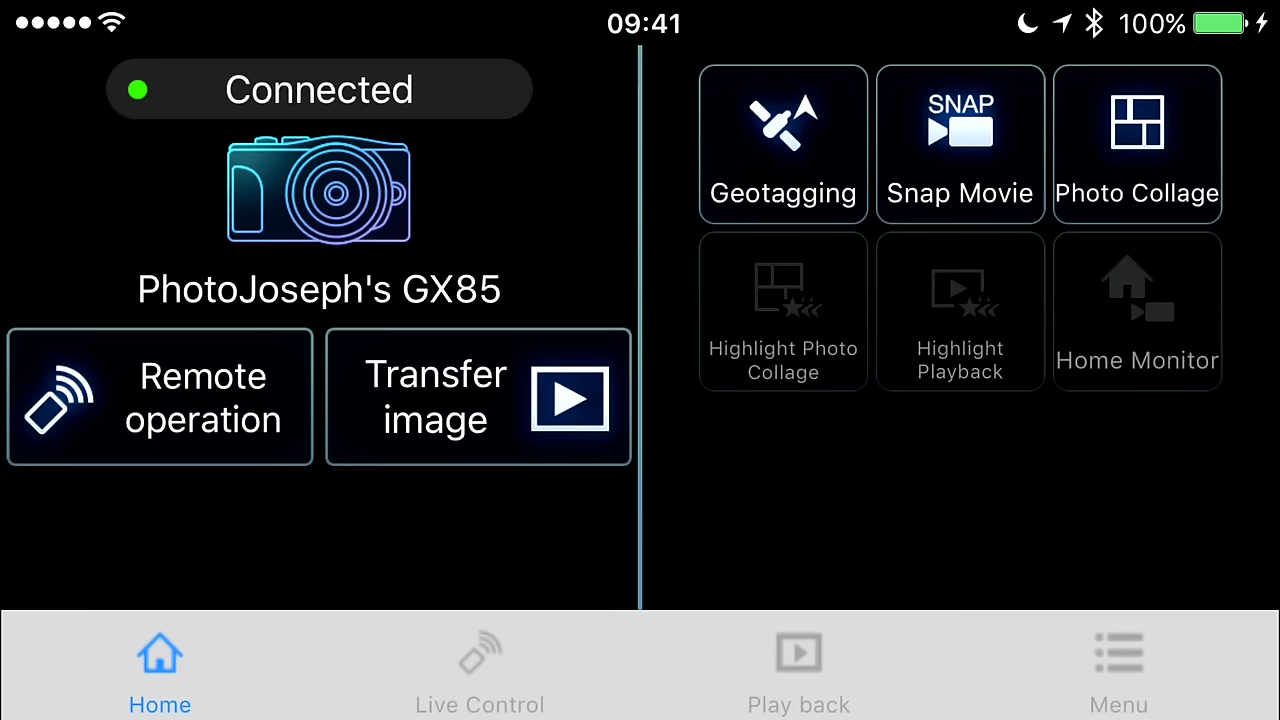 09:41
100%
Connected
PhotoJoseph's GX85
Remote
operation
Transfer
image
Geotagging
SNAP
Snap Movie
Photo Collage
Highlight Photo
Collage
Highlight
Playback
Home Monitor
Home
Live Control
Play back
Menu